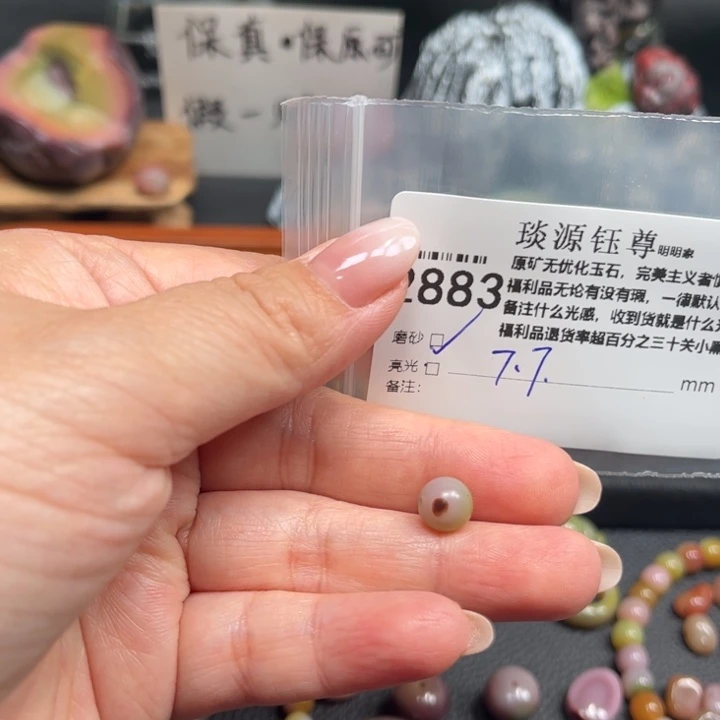 保真·保原矿
琰源钰尊明明家
原矿无优化玉石，完美主义者慎
2883
福利品无论有没有瑕，一律默认
备注什么光感，收到货就是什么光
福利品退货率超百分之三十关小黑
磨砂
亮光
7.7
mm
备注：